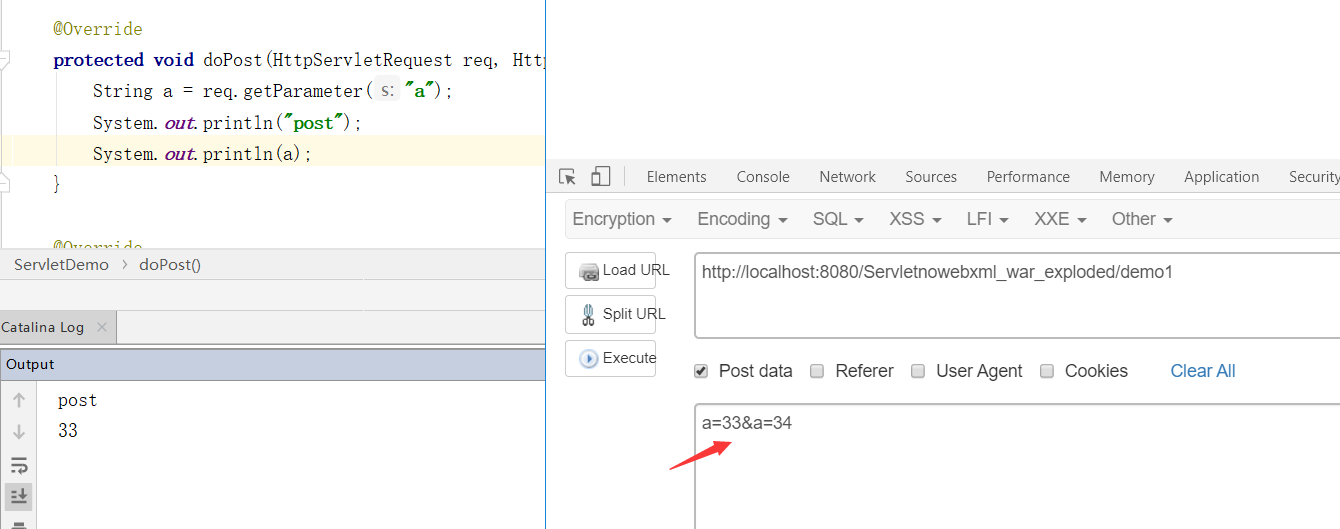 @Override
protected void doPost(HttpServletRequest req, Htt
String a = req.getParameter( s: "a");
System.out.println("post");
System.out.println(a);
}
@Override
ServletDemo > doPost()
Catalina Log ×
Output
post
33
Elements Console Network Sources Performance Memory Application Security
Encryption Encoding SQL XSS LFI XXE Other
Load URL
Split URL
Execute
http://localhost:8080/Servletnowebxml_war_exploded/demo1
Post data Referer User Agent Cookies Clear All
a=33&a=34